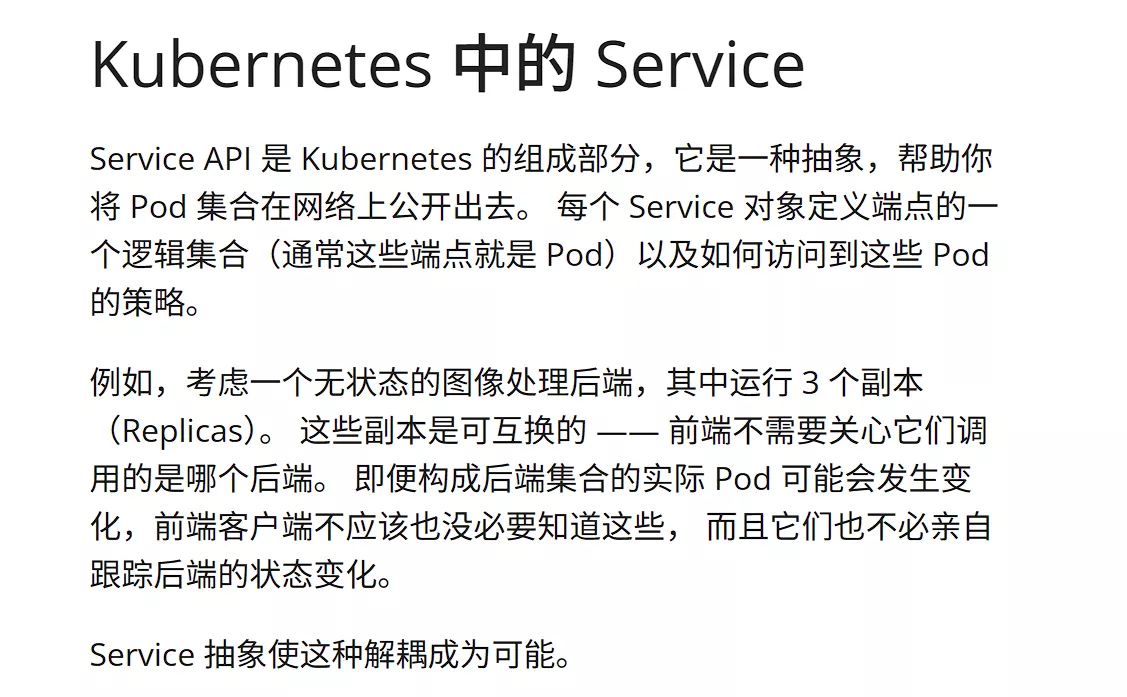 Kubernetes 中的 Service
Service API 是 Kubernetes 的组成部分，它是一种抽象，帮助你
将 Pod 集合在网络上公开出去。 每个 Service 对象定义端点的一
个逻辑集合（通常这些端点就是 Pod）以及如何访问到这些 Pod
的策略。
例如，考虑一个无状态的图像处理后端，其中运行 3 个副本
（Replicas）。 这些副本是可互换的 —— 前端不需要关心它们调
用的是哪个后端。 即便构成后端集合的实际 Pod 可能会发生变
化，前端客户端不应该也没必要知道这些， 而且它们也不必亲自
跟踪后端的状态变化。
Service 抽象使这种解耦成为可能。